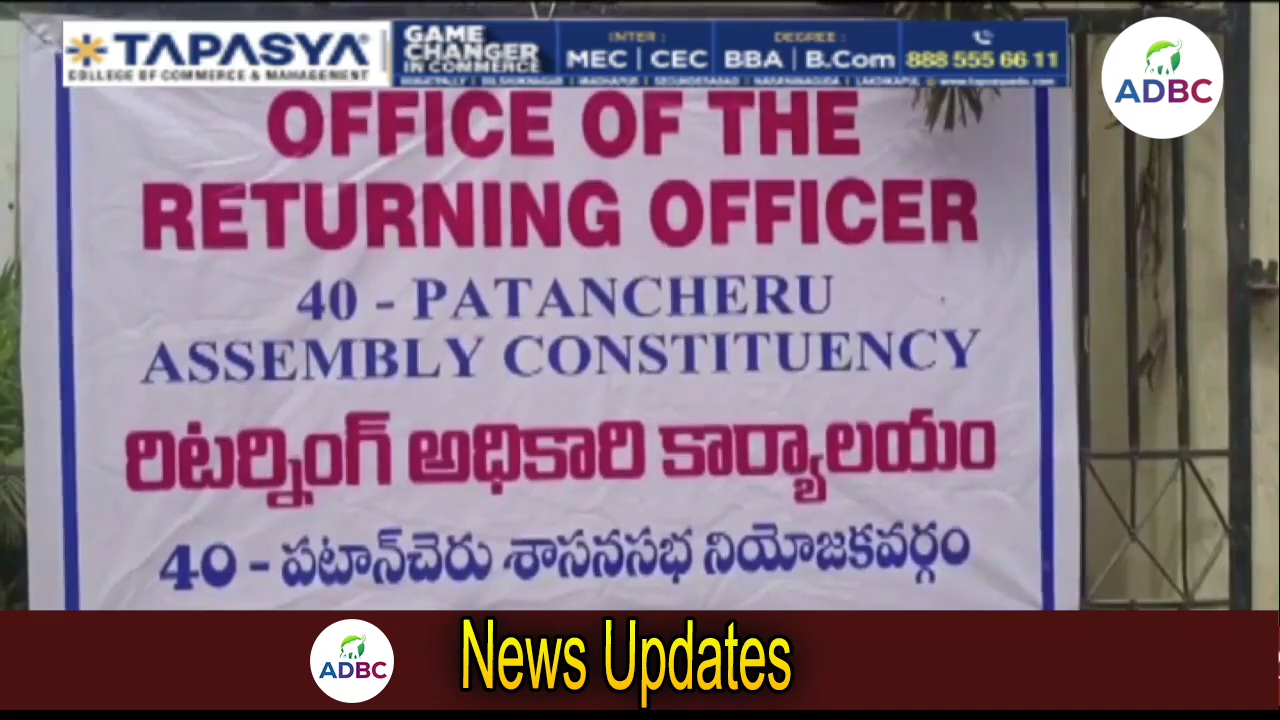 TAPASYA
COLLEGE OF COMMERCE & MANAGEMENT
GAME
CHANGER
IN COMMERCE
INTER :
MEC | CEC
DEGREE :
BBA | B.Com
888 555 66 11
ADBC
OFFICE OF THE
RETURNING OFFICER
40 - PATANCHERU
ASSEMBLY CONSTITUENCY
రిటర్నింగ్ అధికారి కార్యాలయం
40 - పటాన్‌చెరు శాసనసభ నియోజకవర్గం
ADBC
News Updates